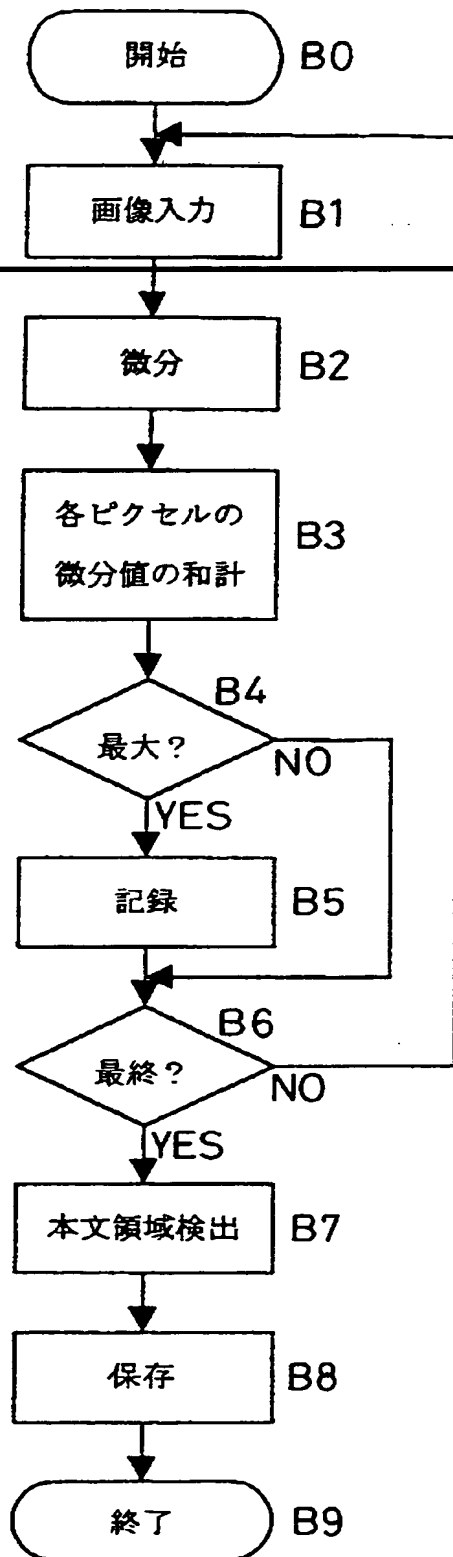 開始 B0
画像入力 B1
微分 B2
各ピクセルの
微分値の和計 B3
B4
最大?
NO
YES
記録 B5
B6
最終?
NO
YES
本文領域検出 B7
保存 B8
終了 B9